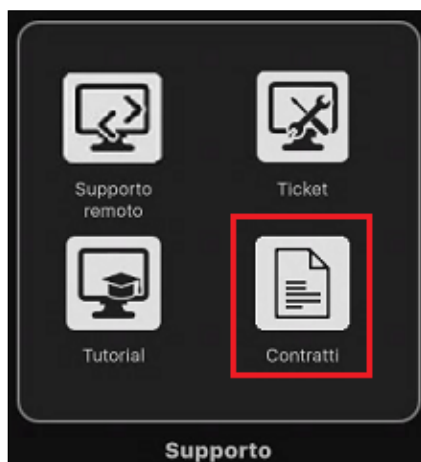 Supporto
remoto
Ticket
Tutorial
Contratti
Supporto